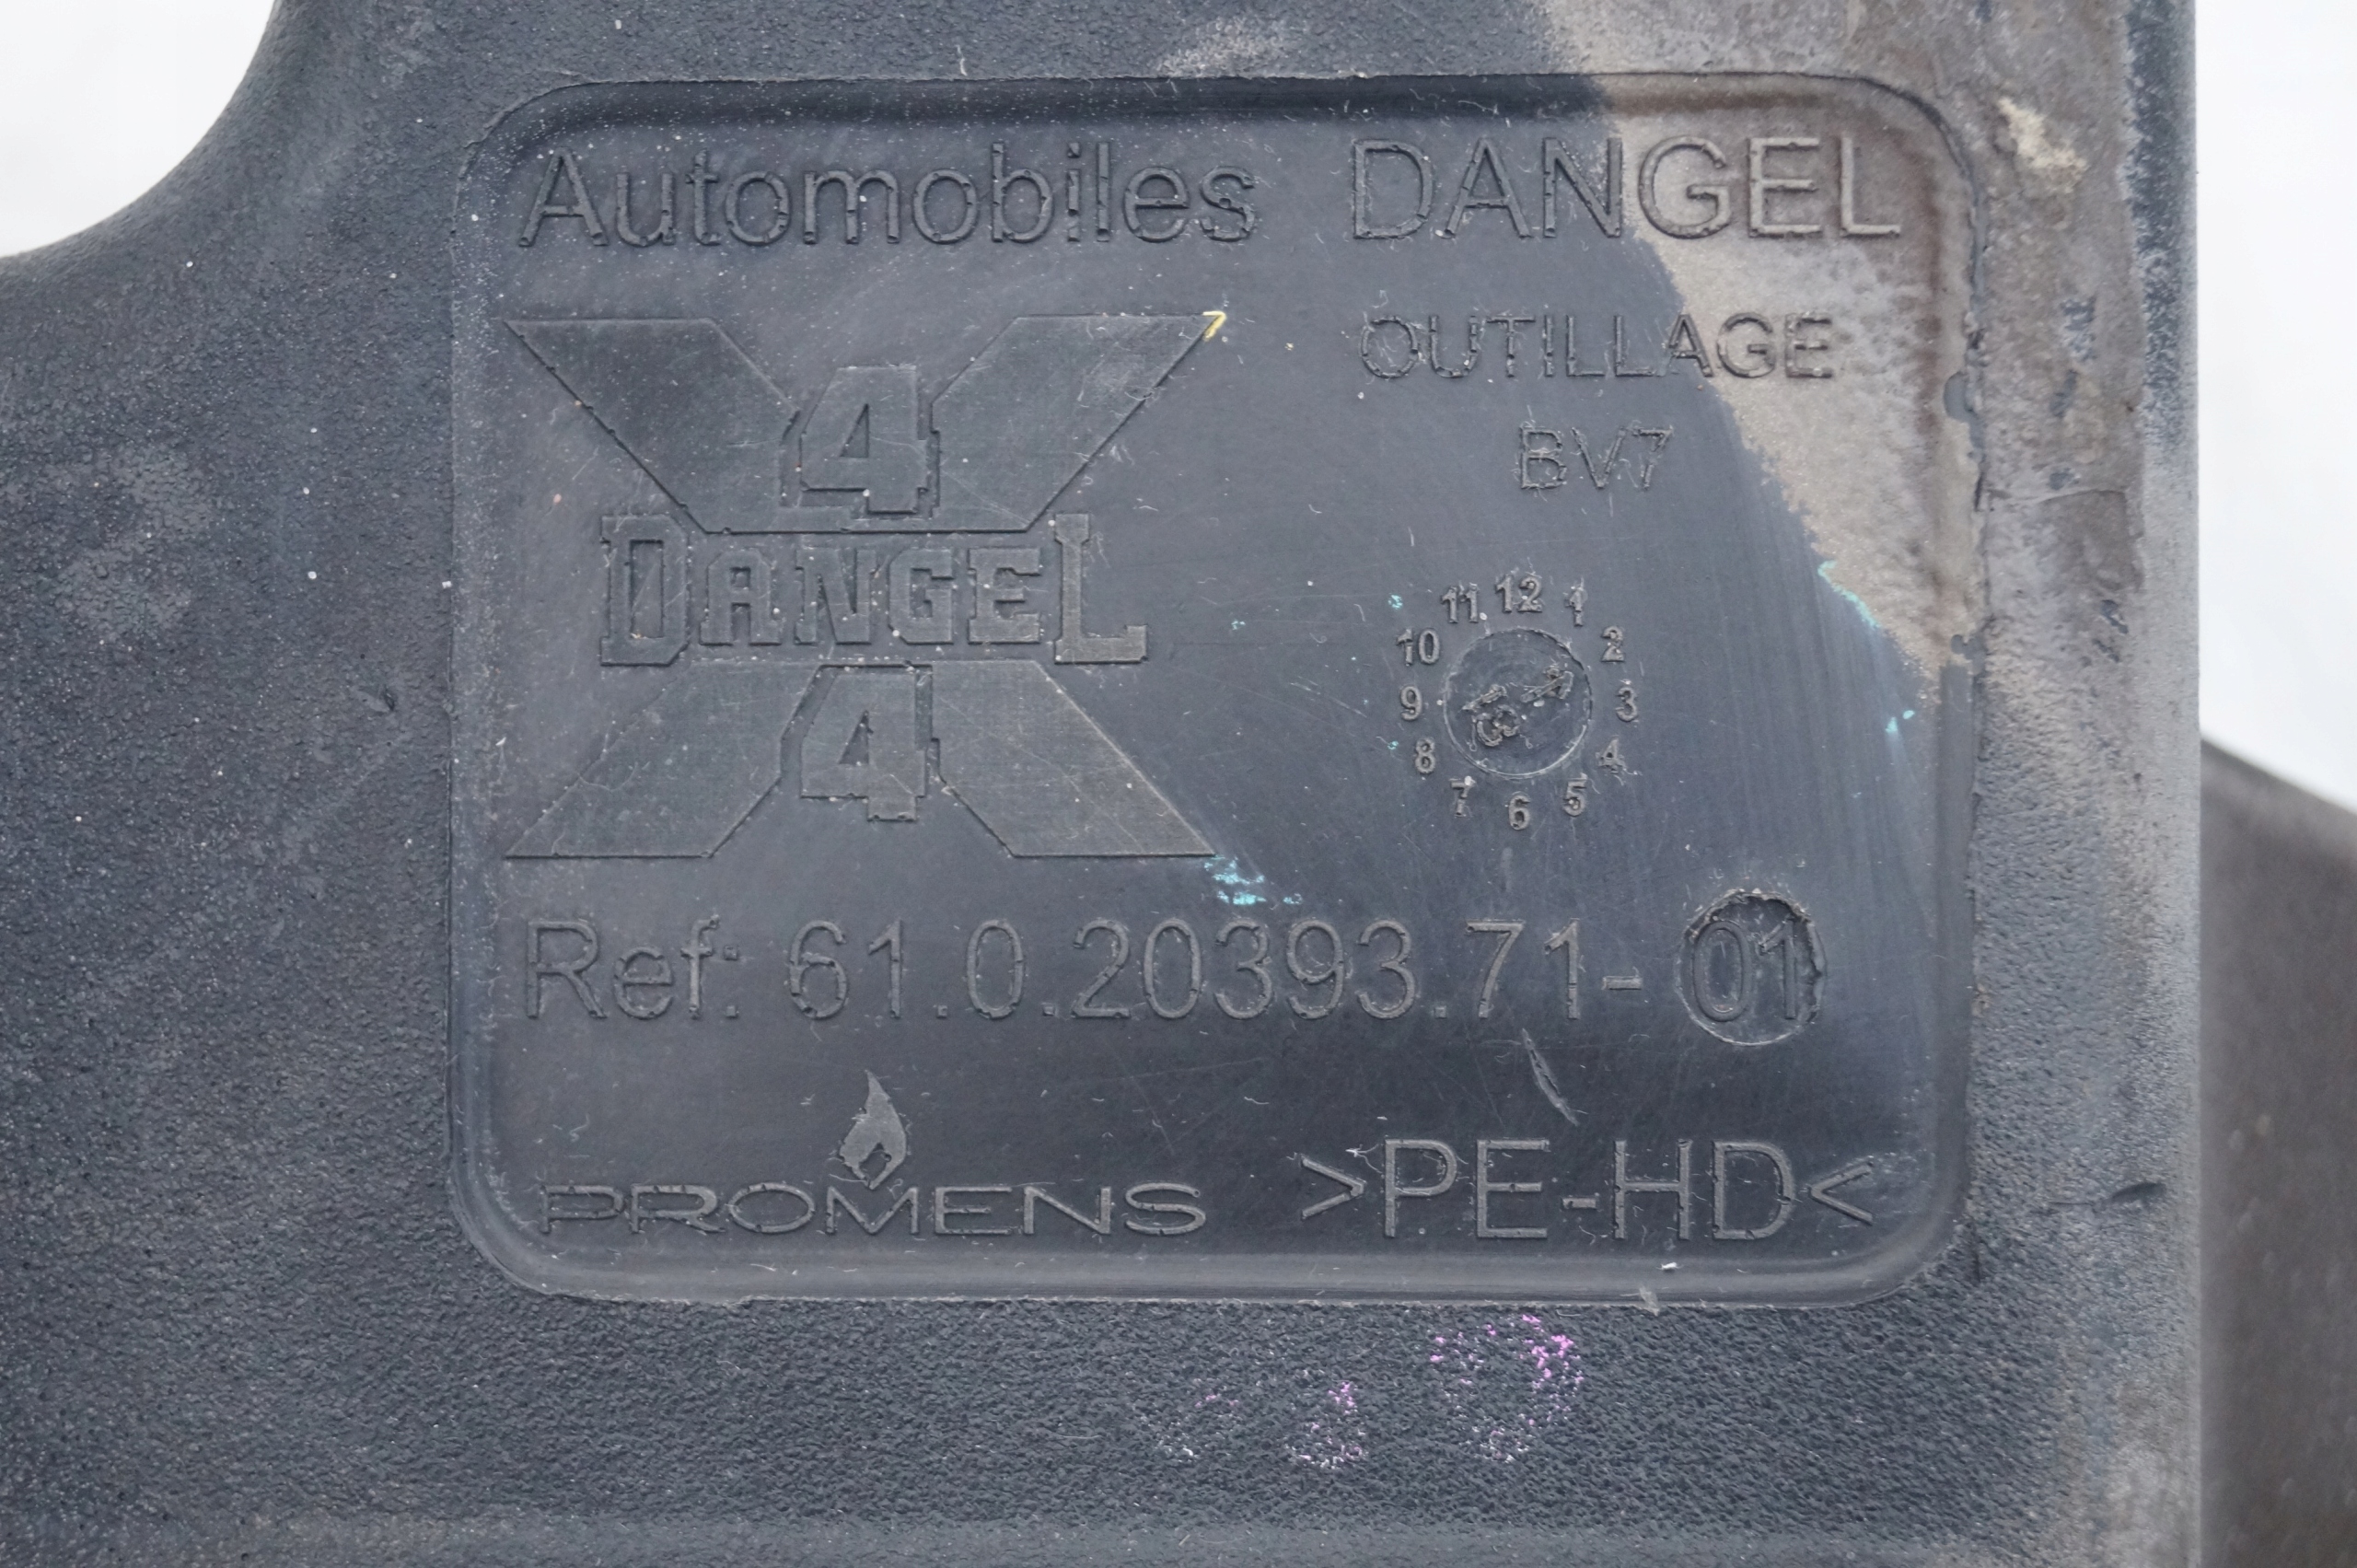 Automobiles DANGEL
OUTILLAGE
BV7
4
DANGEL
4
11 12 1
10 2
9 3
8 4
7 6 5
Ref: 61.0.20393.71-01
PROMENS >PE-HD<